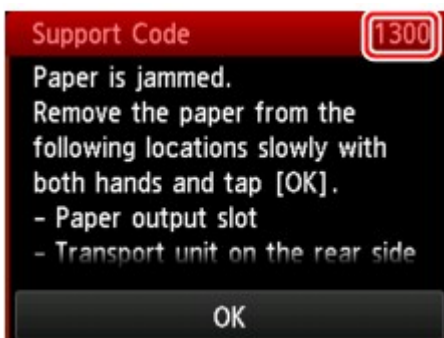 Support Code 1300
Paper is jammed.
Remove the paper from the
following locations slowly with
both hands and tap [OK].
- Paper output slot
- Transport unit on the rear side
OK